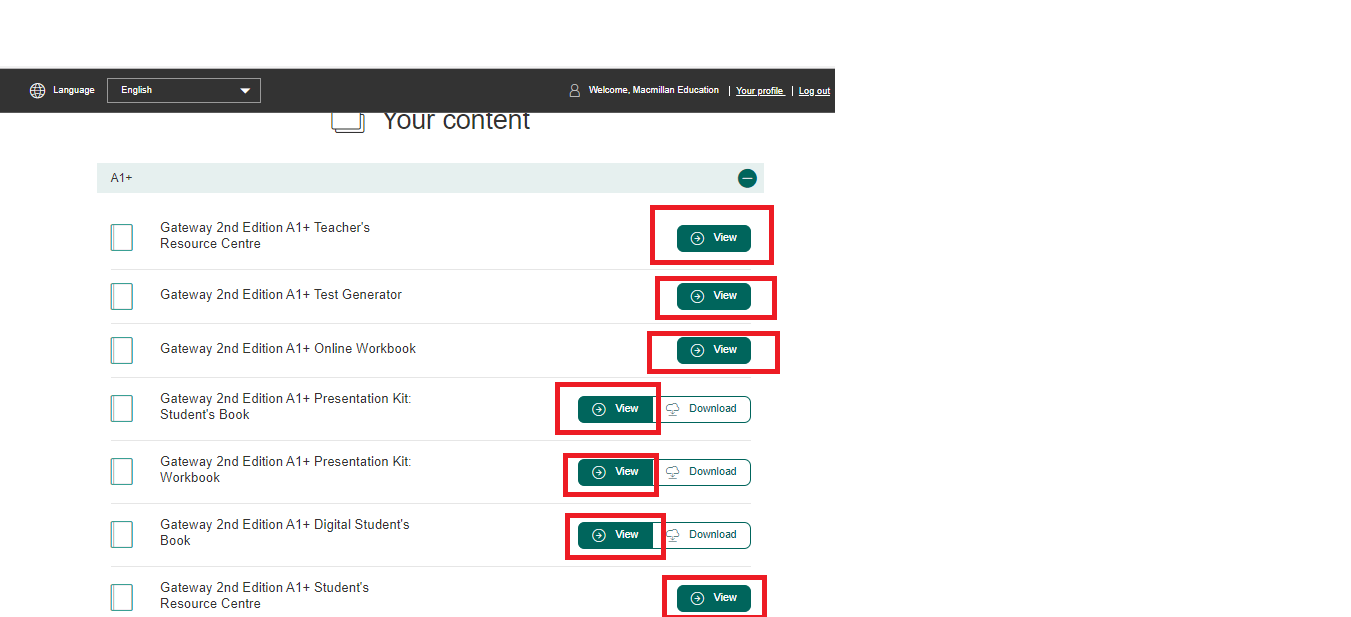 Language
English
Welcome, Macmillan Education | Your profile | Log out
Your content
A1+
Gateway 2nd Edition A1+ Teacher's
Resource Centre
View
Gateway 2nd Edition A1+ Test Generator
View
Gateway 2nd Edition A1+ Online Workbook
View
Gateway 2nd Edition A1+ Presentation Kit:
Student's Book
View
Download
Gateway 2nd Edition A1+ Presentation Kit:
Workbook
View
Download
Gateway 2nd Edition A1+ Digital Student's
Book
View
Download
Gateway 2nd Edition A1+ Student's
Resource Centre
View